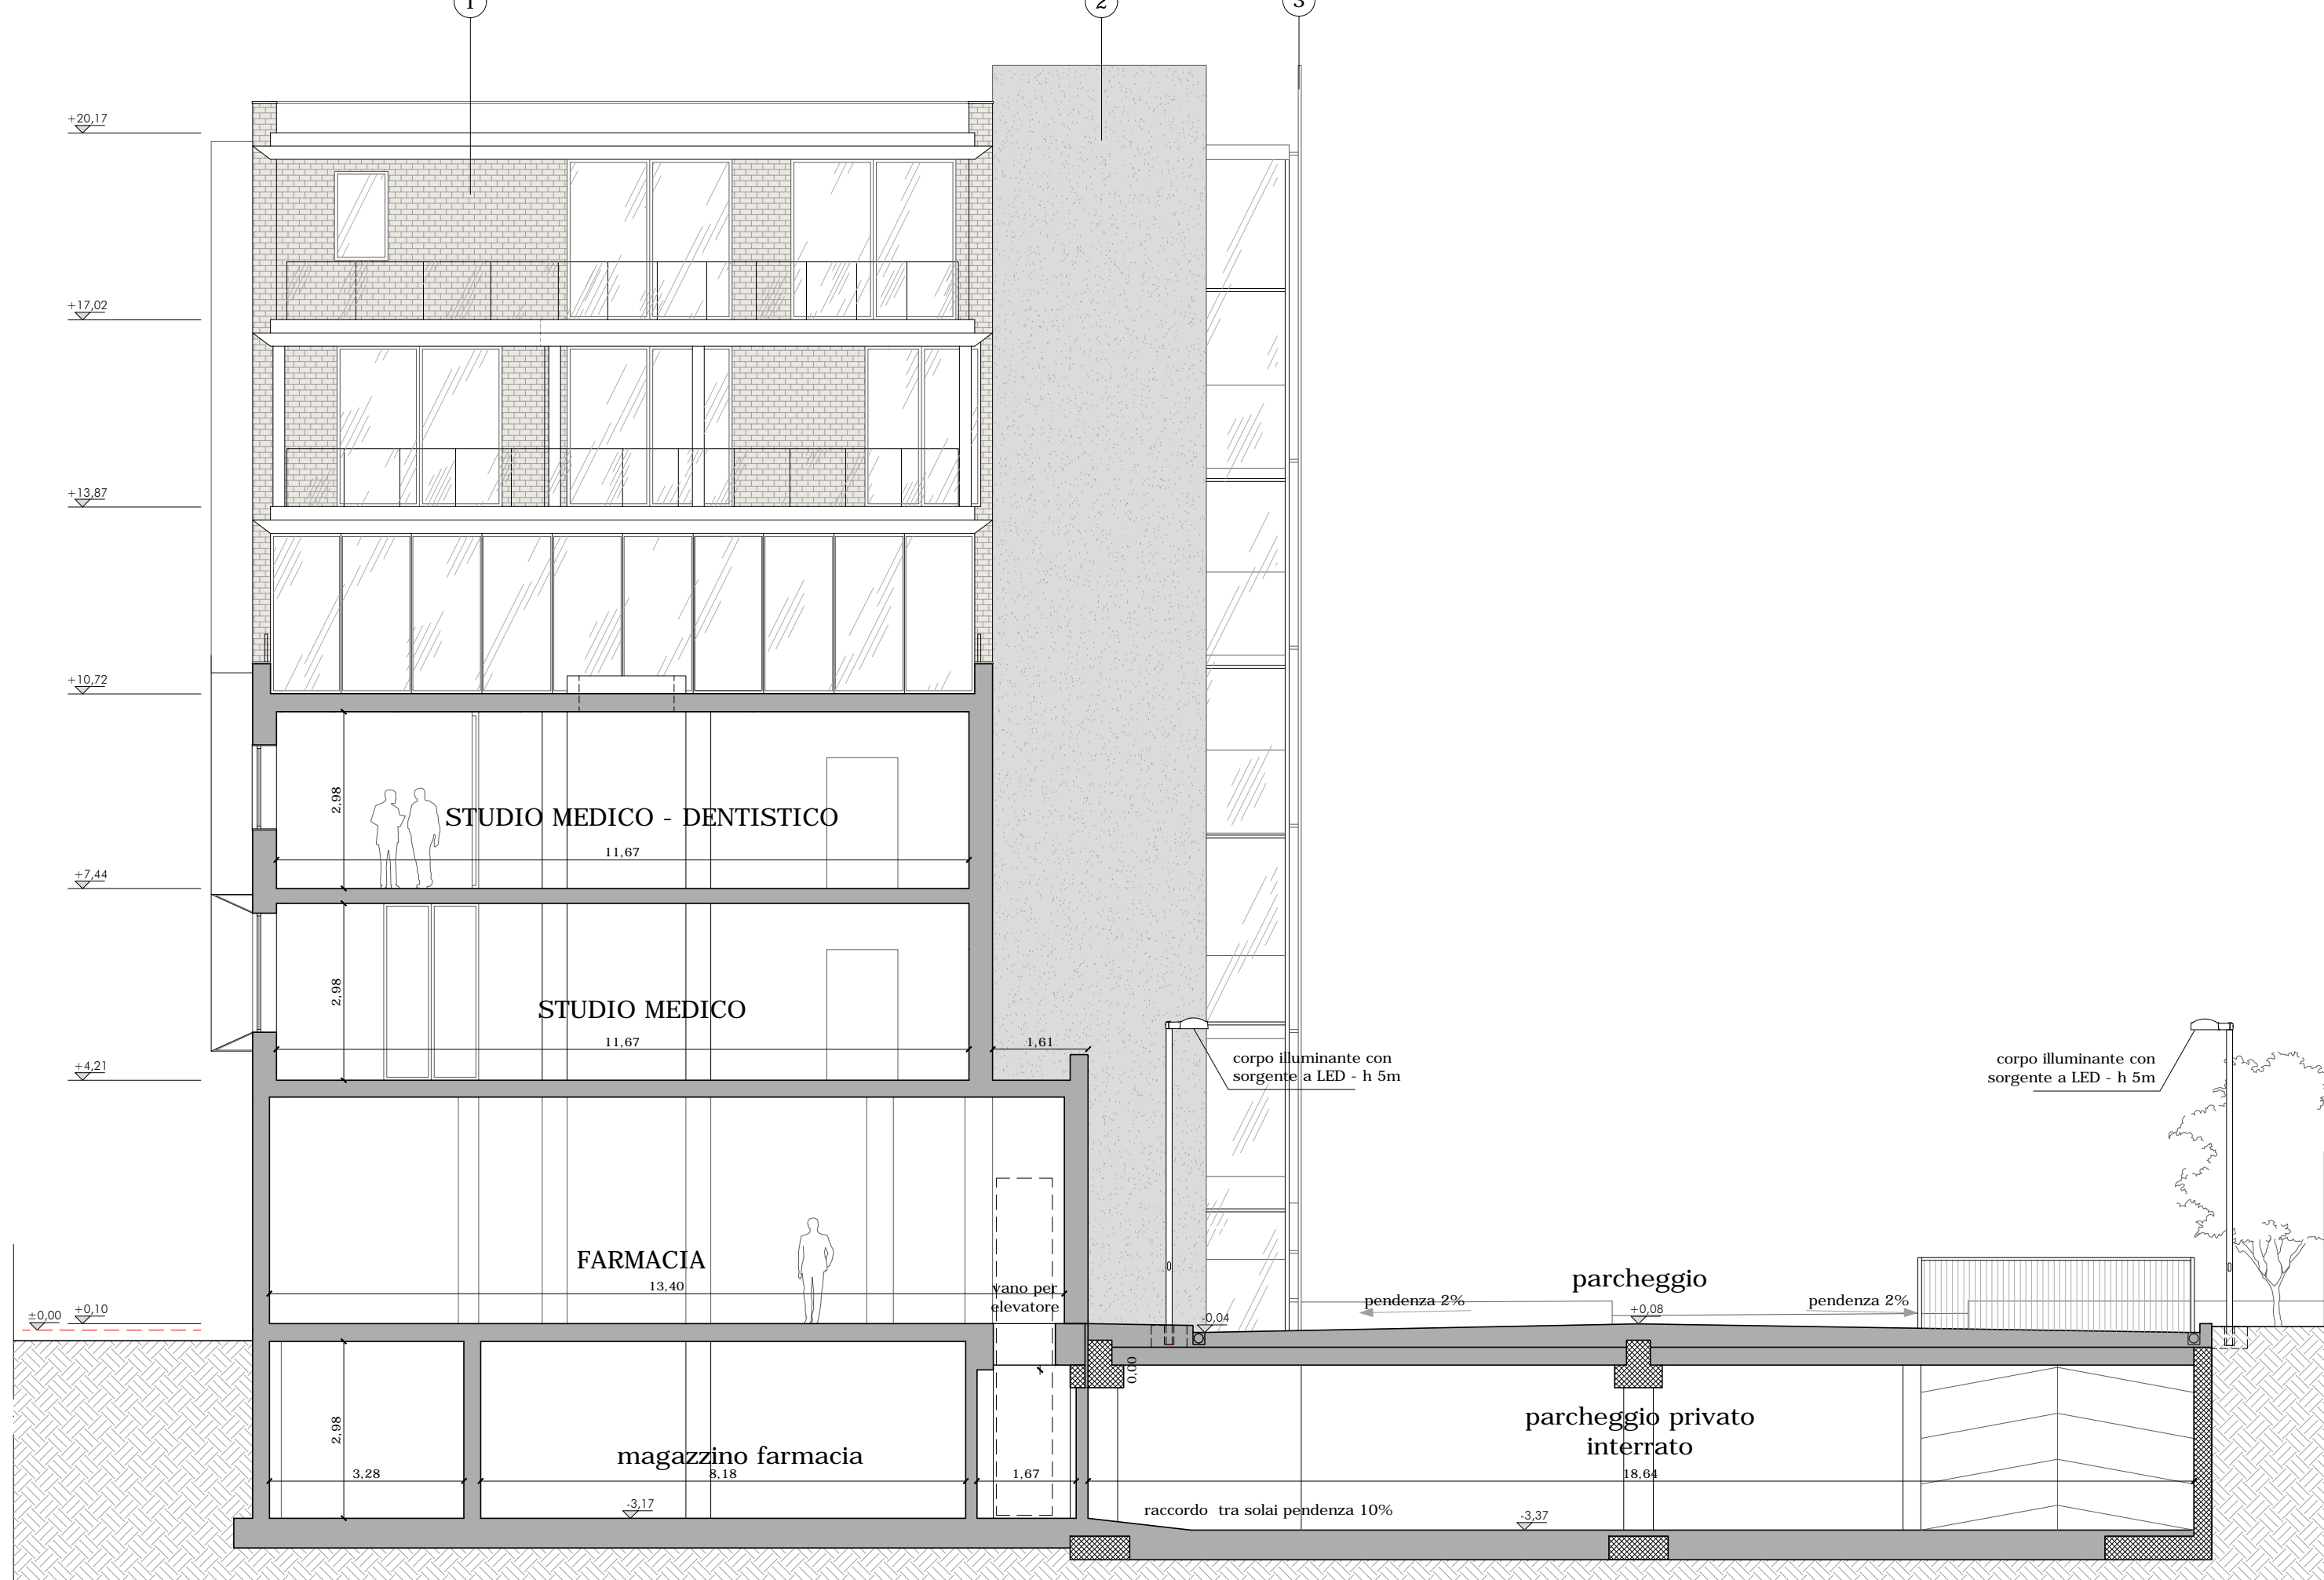 1
2
3
+20,17
+17,02
+13,87
+10,72
2,98
STUDIO MEDICO - DENTISTICO
11,67
+7,44
2,98
STUDIO MEDICO
11,67
1,61
+4,21
corpo illuminante con
sorgente a LED - h 5m
corpo illuminante con
sorgente a LED - h 5m
FARMACIA
13,40
vano per
elevatore
parcheggio
pendenza 2%
pendenza 2%
±0,00
+0,10
-0,04
+0,08
0,00
2,98
magazzino farmacia
parcheggio privato
interrato
3,28
8,18
1,67
18,64
-3,17
raccordo tra solai pendenza 10%
-3,37